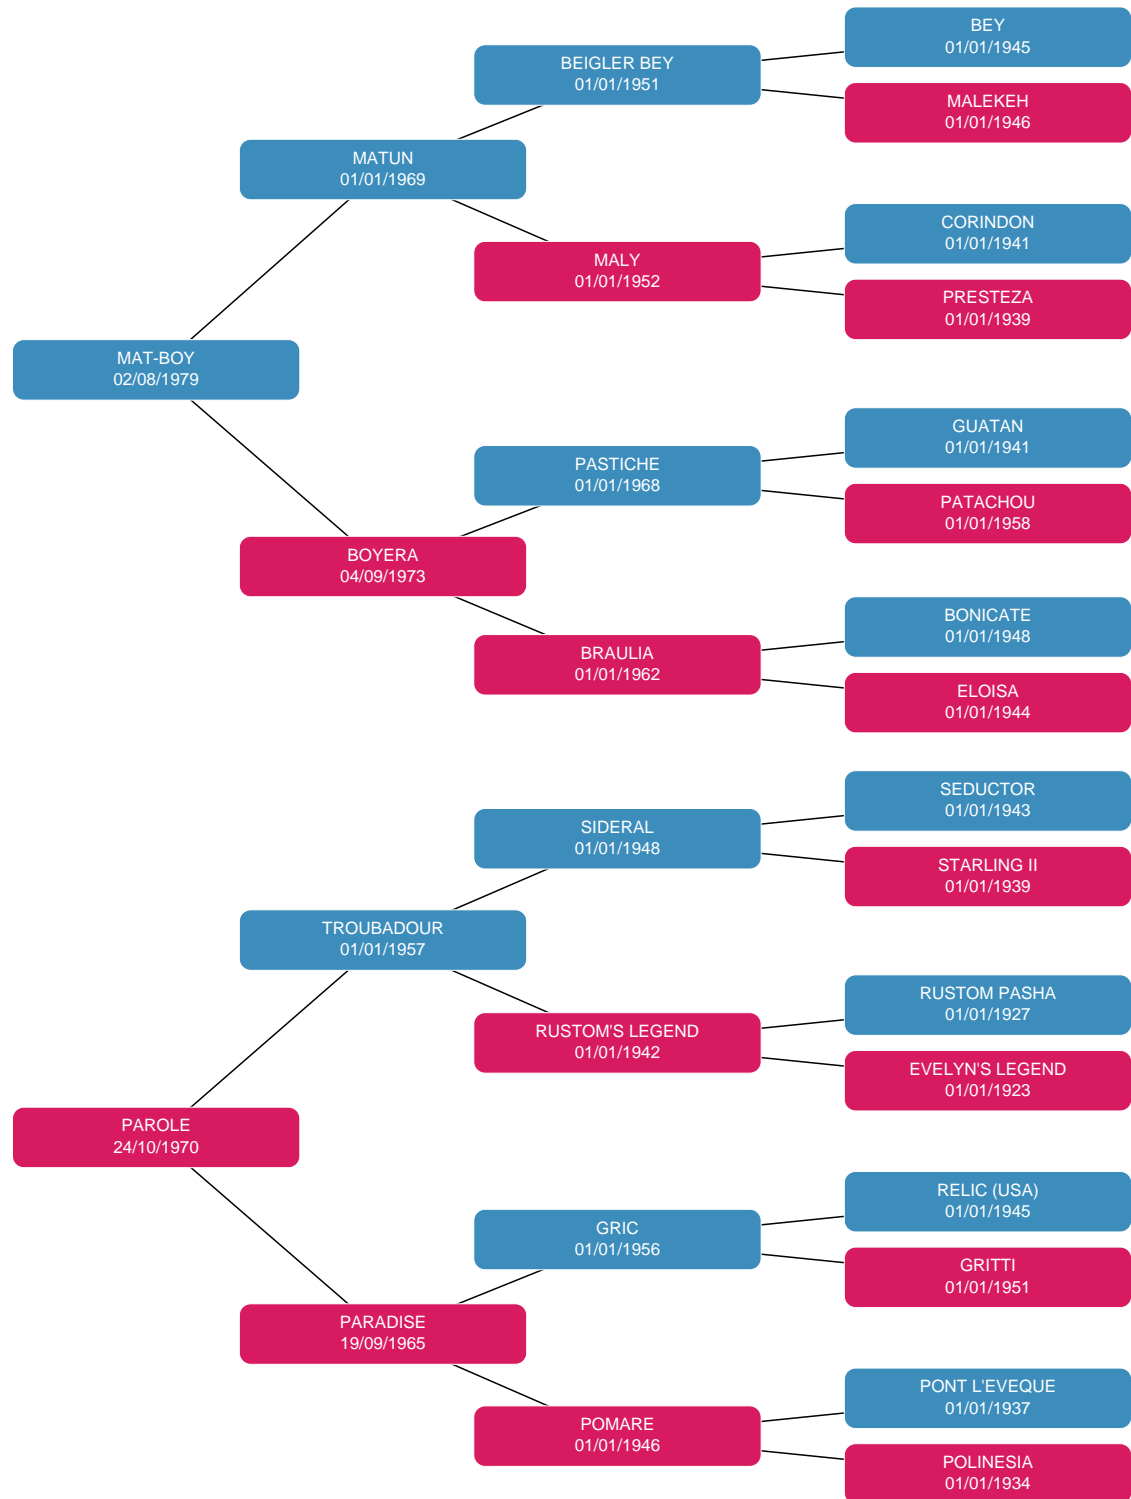 BEY
01/01/1945
BEIGLER BEY
01/01/1951
MALEKEH
01/01/1946
MATUN
01/01/1969
CORINDON
01/01/1941
MALY
01/01/1952
PRESTEZA
01/01/1939
MAT-BOY
02/08/1979
GUATAN
01/01/1941
PASTICHE
01/01/1968
PATACHOU
01/01/1958
BOYERA
04/09/1973
BONICATE
01/01/1948
BRAULIA
01/01/1962
ELOISA
01/01/1944
SEDUCTOR
01/01/1943
SIDERAL
01/01/1948
STARLING II
01/01/1939
TROUBADOUR
01/01/1957
RUSTOM PASHA
01/01/1927
RUSTOM'S LEGEND
01/01/1942
EVELYN'S LEGEND
01/01/1923
PAROLE
24/10/1970
RELIC (USA)
01/01/1945
GRIC
01/01/1956
GRITTI
01/01/1951
PARADISE
19/09/1965
PONT L'EVEQUE
01/01/1937
POMARE
01/01/1946
POLINESIA
01/01/1934